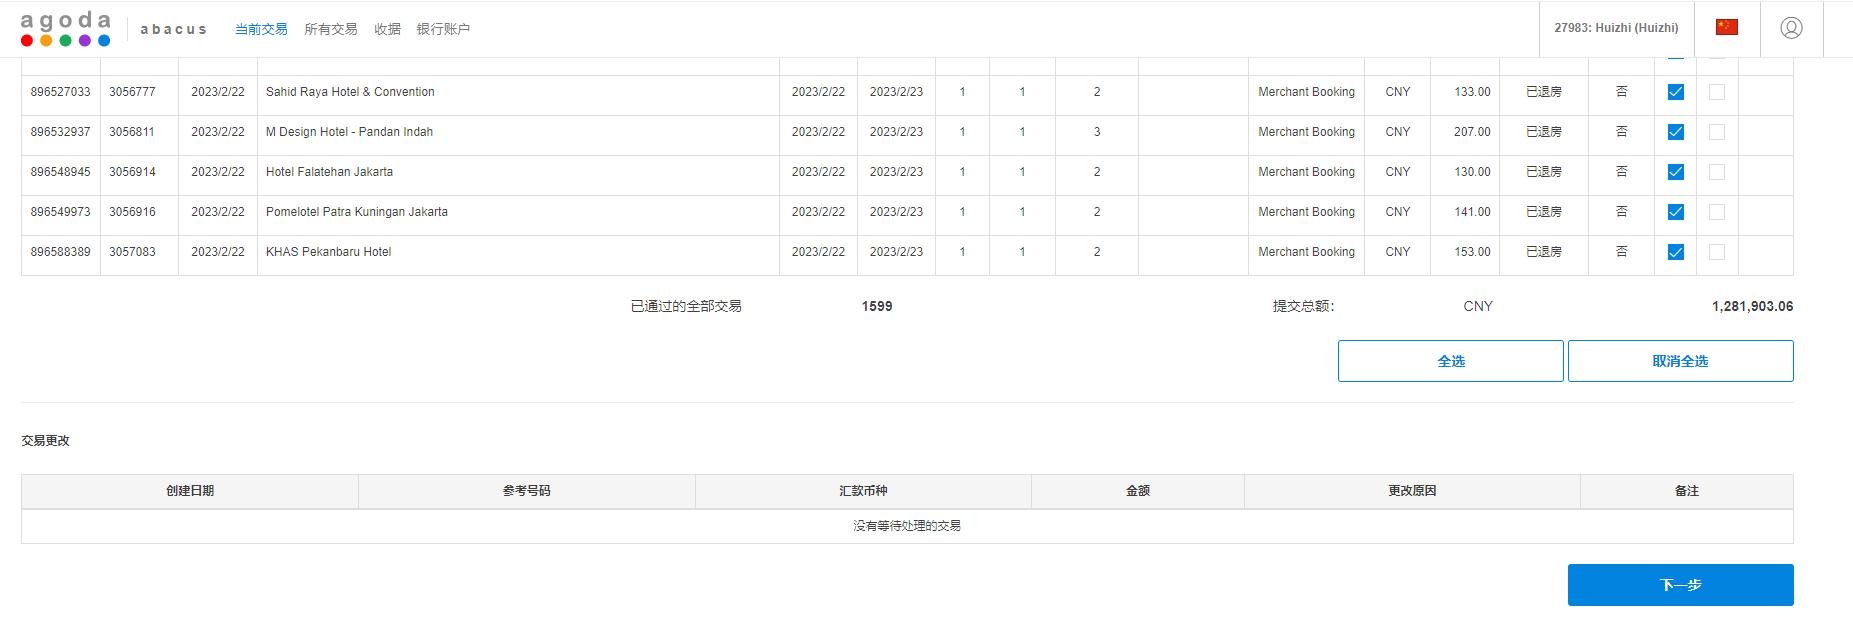 agoda abacus 当前交易 所有交易 收据 银行账户 27983: Huizhi (Huizhi)
896527033 3056777 2023/2/22 Sahid Raya Hotel & Convention 2023/2/22 2023/2/23 1 1 2 Merchant Booking CNY 133.00 已退房 否
896532937 3056811 2023/2/22 M Design Hotel - Pandan Indah 2023/2/22 2023/2/23 1 1 3 Merchant Booking CNY 207.00 已退房 否
896548945 3056914 2023/2/22 Hotel Falatehan Jakarta 2023/2/22 2023/2/23 1 1 2 Merchant Booking CNY 130.00 已退房 否
896549973 3056916 2023/2/22 Pomelotel Patra Kuningan Jakarta 2023/2/22 2023/2/23 1 1 2 Merchant Booking CNY 141.00 已退房 否
896588389 3057083 2023/2/22 KHAS Pekanbaru Hotel 2023/2/22 2023/2/23 1 1 2 Merchant Booking CNY 153.00 已退房 否
已通过的全部交易 1599 提交总额: CNY 1,281,903.06
全选 取消全选
交易更改
创建日期 参考号码 汇款币种 金额 更改原因 备注
没有等待处理的交易
下一步